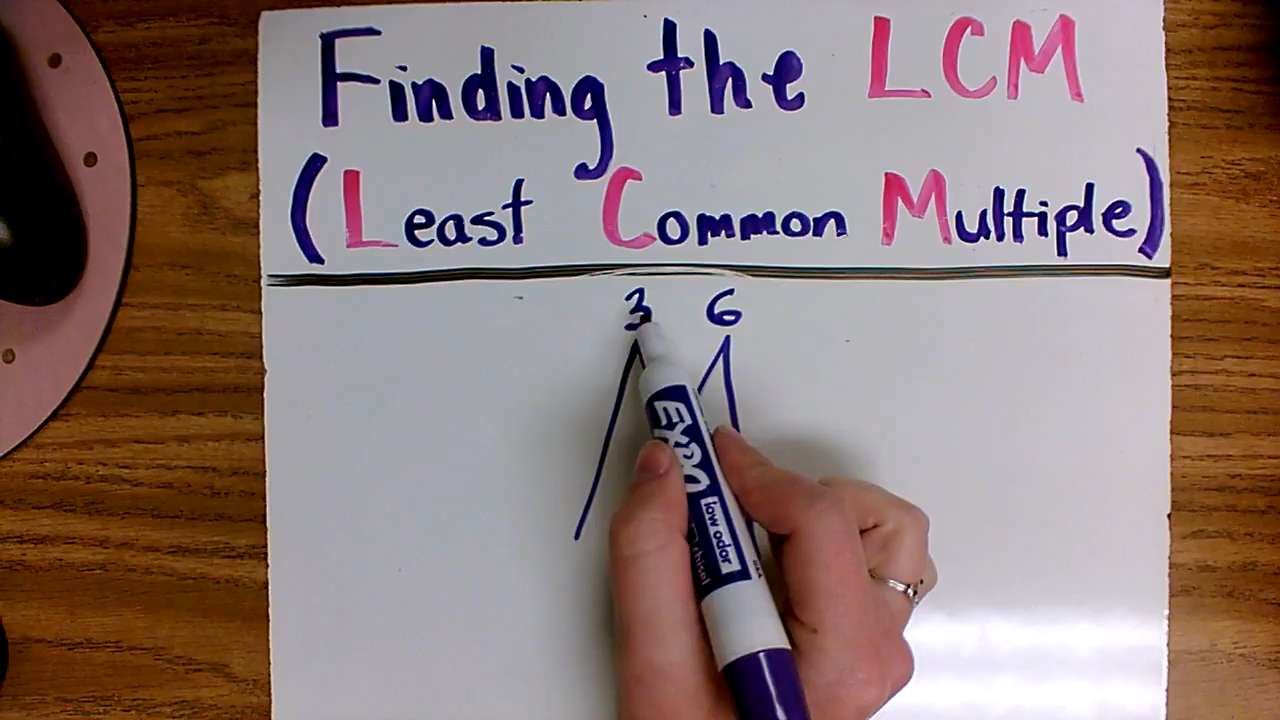 Finding the LCM
(Least Common Multiple)
3 6
EXPO
low odor
chisel